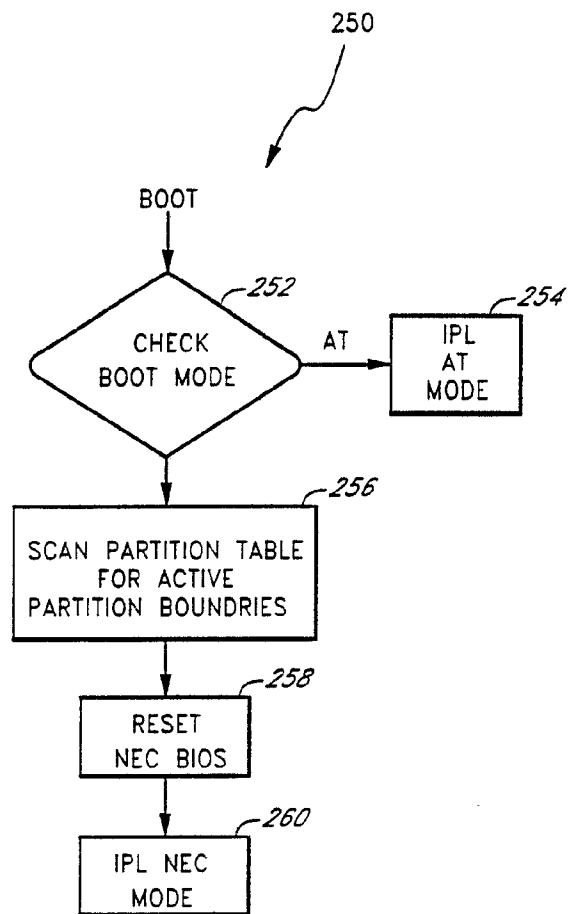 250
BOOT
252
CHECK
BOOT MODE
AT
254
IPL
AT
MODE
256
SCAN PARTITION TABLE
FOR ACTIVE
PARTITION BOUNDRIES
258
RESET
NEC BIOS
260
IPL NEC
MODE